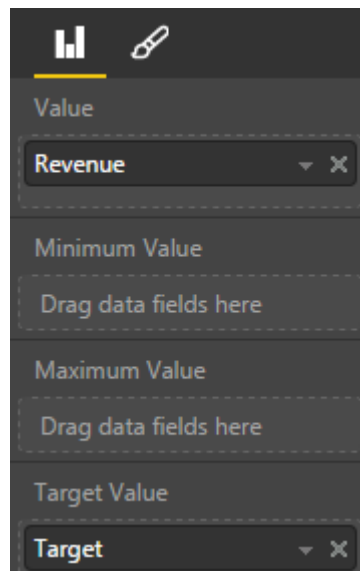 Value
Revenue
Minimum Value
Drag data fields here
Maximum Value
Drag data fields here
Target Value
Target